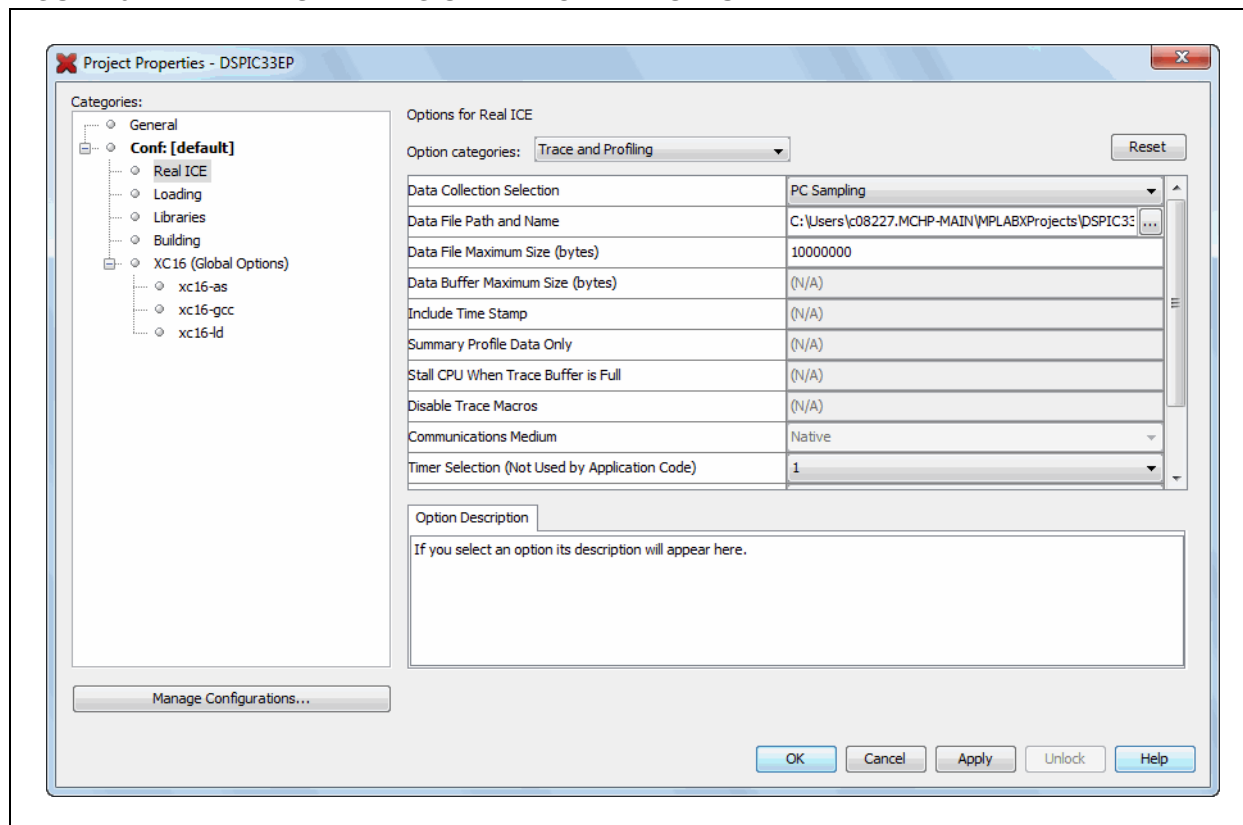 Project Properties - DSPIC33EP
x
Categories:
General
Conf: [default]
Real ICE
Loading
Libraries
Building
XC16 (Global Options)
xc16-as
xc16-gcc
xc16-ld
Manage Configurations...
Options for Real ICE
Option categories: Trace and Profiling
Reset
Data Collection Selection PC Sampling
Data File Path and Name C:\Users\c08227.MCHP-MAIN\MPLABXProjects\DSPIC33 ...
Data File Maximum Size (bytes) 10000000
Data Buffer Maximum Size (bytes) (N/A)
Include Time Stamp (N/A)
Summary Profile Data Only (N/A)
Stall CPU When Trace Buffer is Full (N/A)
Disable Trace Macros (N/A)
Communications Medium Native
Timer Selection (Not Used by Application Code) 1
Option Description
If you select an option its description will appear here.
OK Cancel Apply Unlock Help